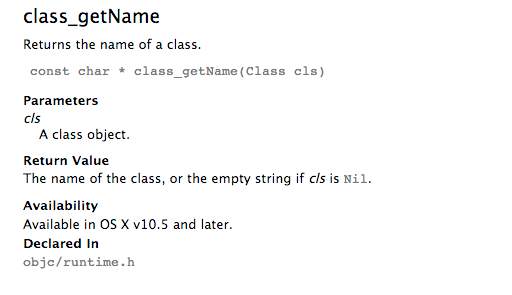 class_getName
Returns the name of a class.
const char * class_getName(Class cls)
Parameters
cls
A class object.
Return Value
The name of the class, or the empty string if cls is Nil.
Availability
Available in OS X v10.5 and later.
Declared In
objc/runtime.h